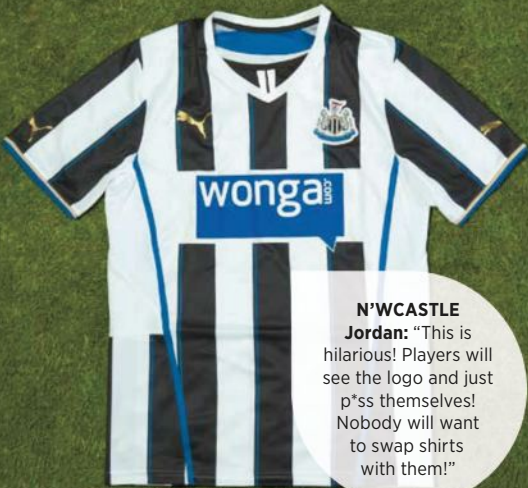 wonga.com
N’WCASTLE
Jordan: “This is
hilarious! Players will
see the logo and just
p*ss themselves!
Nobody will want
to swap shirts
with them!”